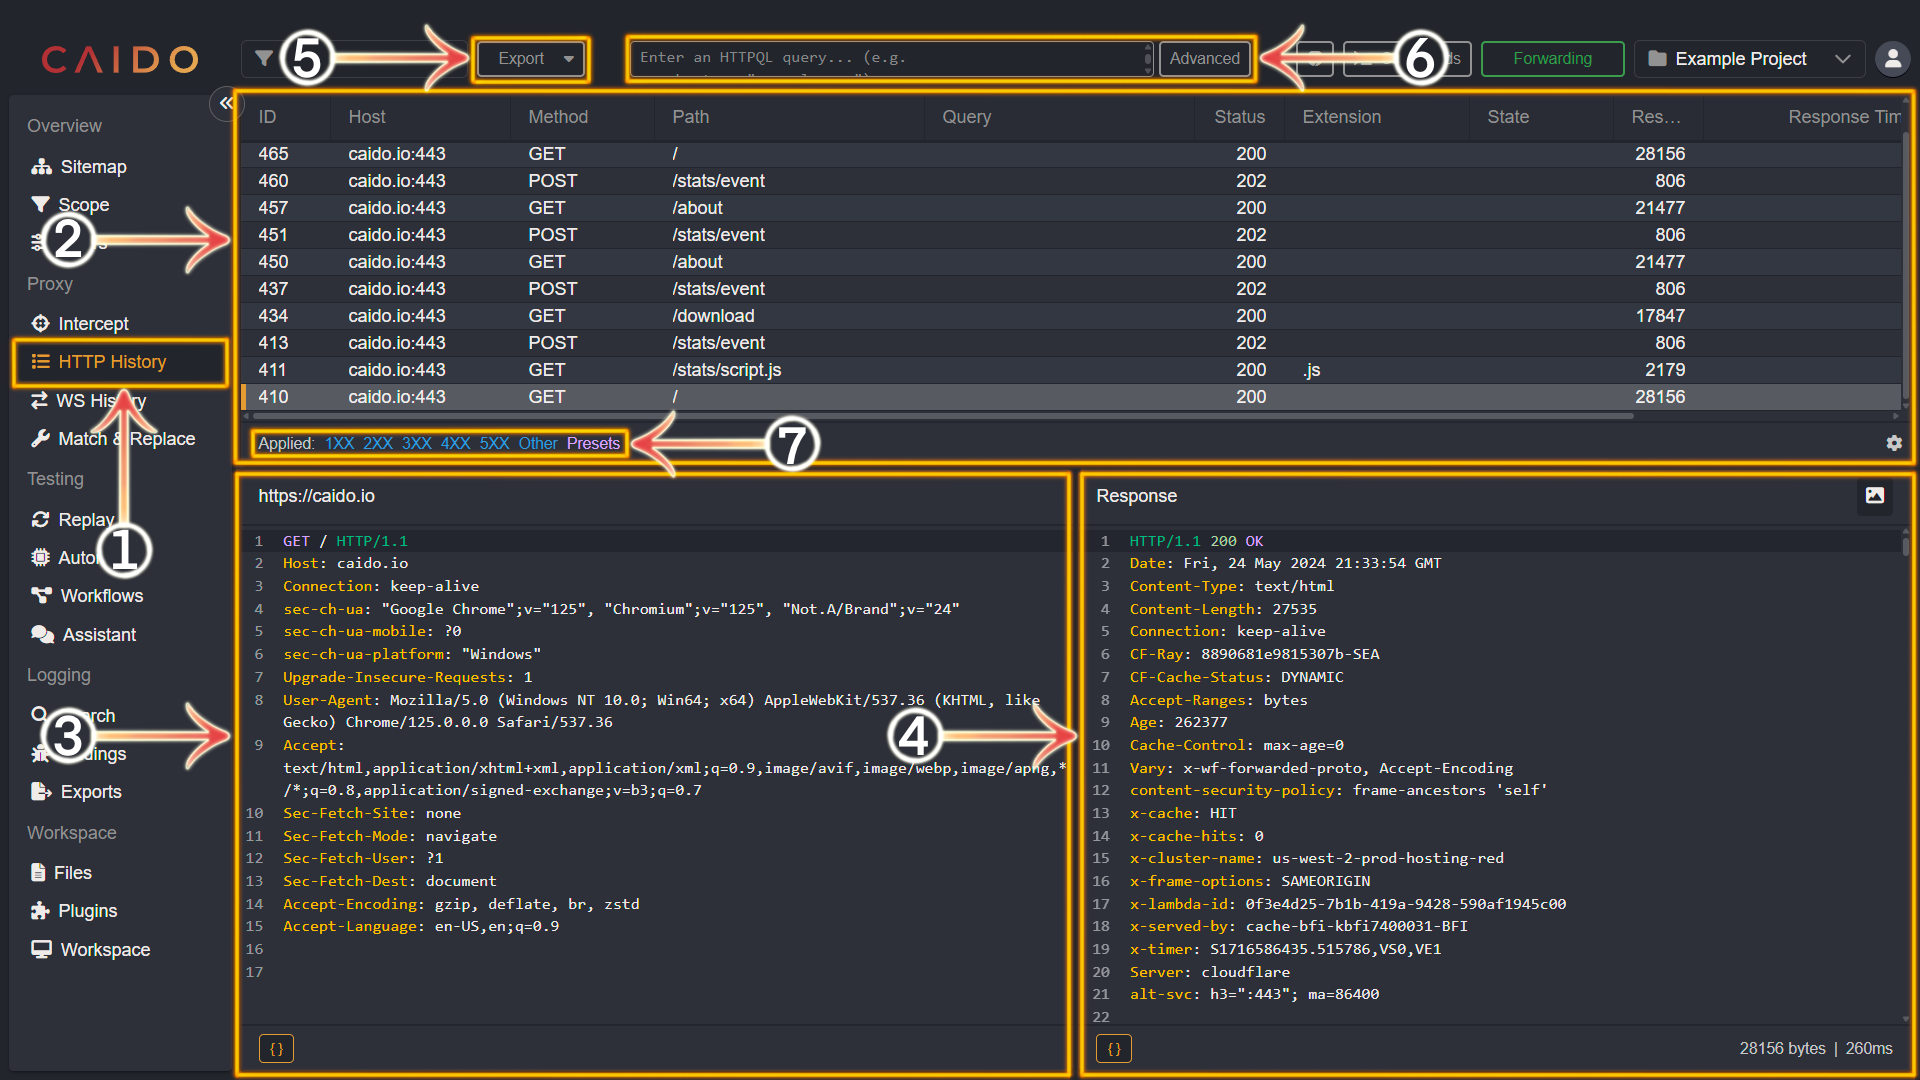 CAIDO
5
Export
Enter an HTTPQL query... (e.g.
Advanced
6
Forwarding
Example Project
Overview
Sitemap
Scope
2
Proxy
Intercept
HTTP History
WS History
Match & Replace
Testing
Replay
1
Workflows
Assistant
Logging
3
Exports
Workspace
Files
Plugins
Workspace
ID Host Method Path Query Status Extension State Res... Response Tim
465 caido.io:443 GET / 200 28156
460 caido.io:443 POST /stats/event 202 806
457 caido.io:443 GET /about 200 21477
451 caido.io:443 POST /stats/event 202 806
450 caido.io:443 GET /about 200 21477
437 caido.io:443 POST /stats/event 202 806
434 caido.io:443 GET /download 200 17847
413 caido.io:443 POST /stats/event 202 806
411 caido.io:443 GET /stats/script.js 200 .js 2179
410 caido.io:443 GET / 200 28156
Applied: 1XX 2XX 3XX 4XX 5XX Other Presets
7
https://caido.io
1 GET / HTTP/1.1
2 Host: caido.io
3 Connection: keep-alive
4 sec-ch-ua: "Google Chrome";v="125", "Chromium";v="125", "Not.A/Brand";v="24"
5 sec-ch-ua-mobile: ?0
6 sec-ch-ua-platform: "Windows"
7 Upgrade-Insecure-Requests: 1
8 User-Agent: Mozilla/5.0 (Windows NT 10.0; Win64; x64) AppleWebKit/537.36 (KHTML, like
Gecko) Chrome/125.0.0.0 Safari/537.36
9 Accept:
text/html,application/xhtml+xml,application/xml;q=0.9,image/avif,image/webp,image/apng,*
/*;q=0.8,application/signed-exchange;v=b3;q=0.7
10 Sec-Fetch-Site: none
11 Sec-Fetch-Mode: navigate
12 Sec-Fetch-User: ?1
13 Sec-Fetch-Dest: document
14 Accept-Encoding: gzip, deflate, br, zstd
15 Accept-Language: en-US,en;q=0.9
16
17
{}
4
Response
1 HTTP/1.1 200 OK
2 Date: Fri, 24 May 2024 21:33:54 GMT
3 Content-Type: text/html
4 Content-Length: 27535
5 Connection: keep-alive
6 CF-Ray: 8890681e9815307b-SEA
7 CF-Cache-Status: DYNAMIC
8 Accept-Ranges: bytes
9 Age: 262377
10 Cache-Control: max-age=0
11 Vary: x-wf-forwarded-proto, Accept-Encoding
12 content-security-policy: frame-ancestors 'self'
13 x-cache: HIT
14 x-cache-hits: 0
15 x-cluster-name: us-west-2-prod-hosting-red
16 x-frame-options: SAMEORIGIN
17 x-lambda-id: 0f3e4d25-7b1b-419a-9428-590af1945c00
18 x-served-by: cache-bfi-kbfi7400031-BFI
19 x-timer: S1716586435.515786,VS0,VE1
20 Server: cloudflare
21 alt-svc: h3=":443"; ma=86400
22
{}
28156 bytes | 260ms